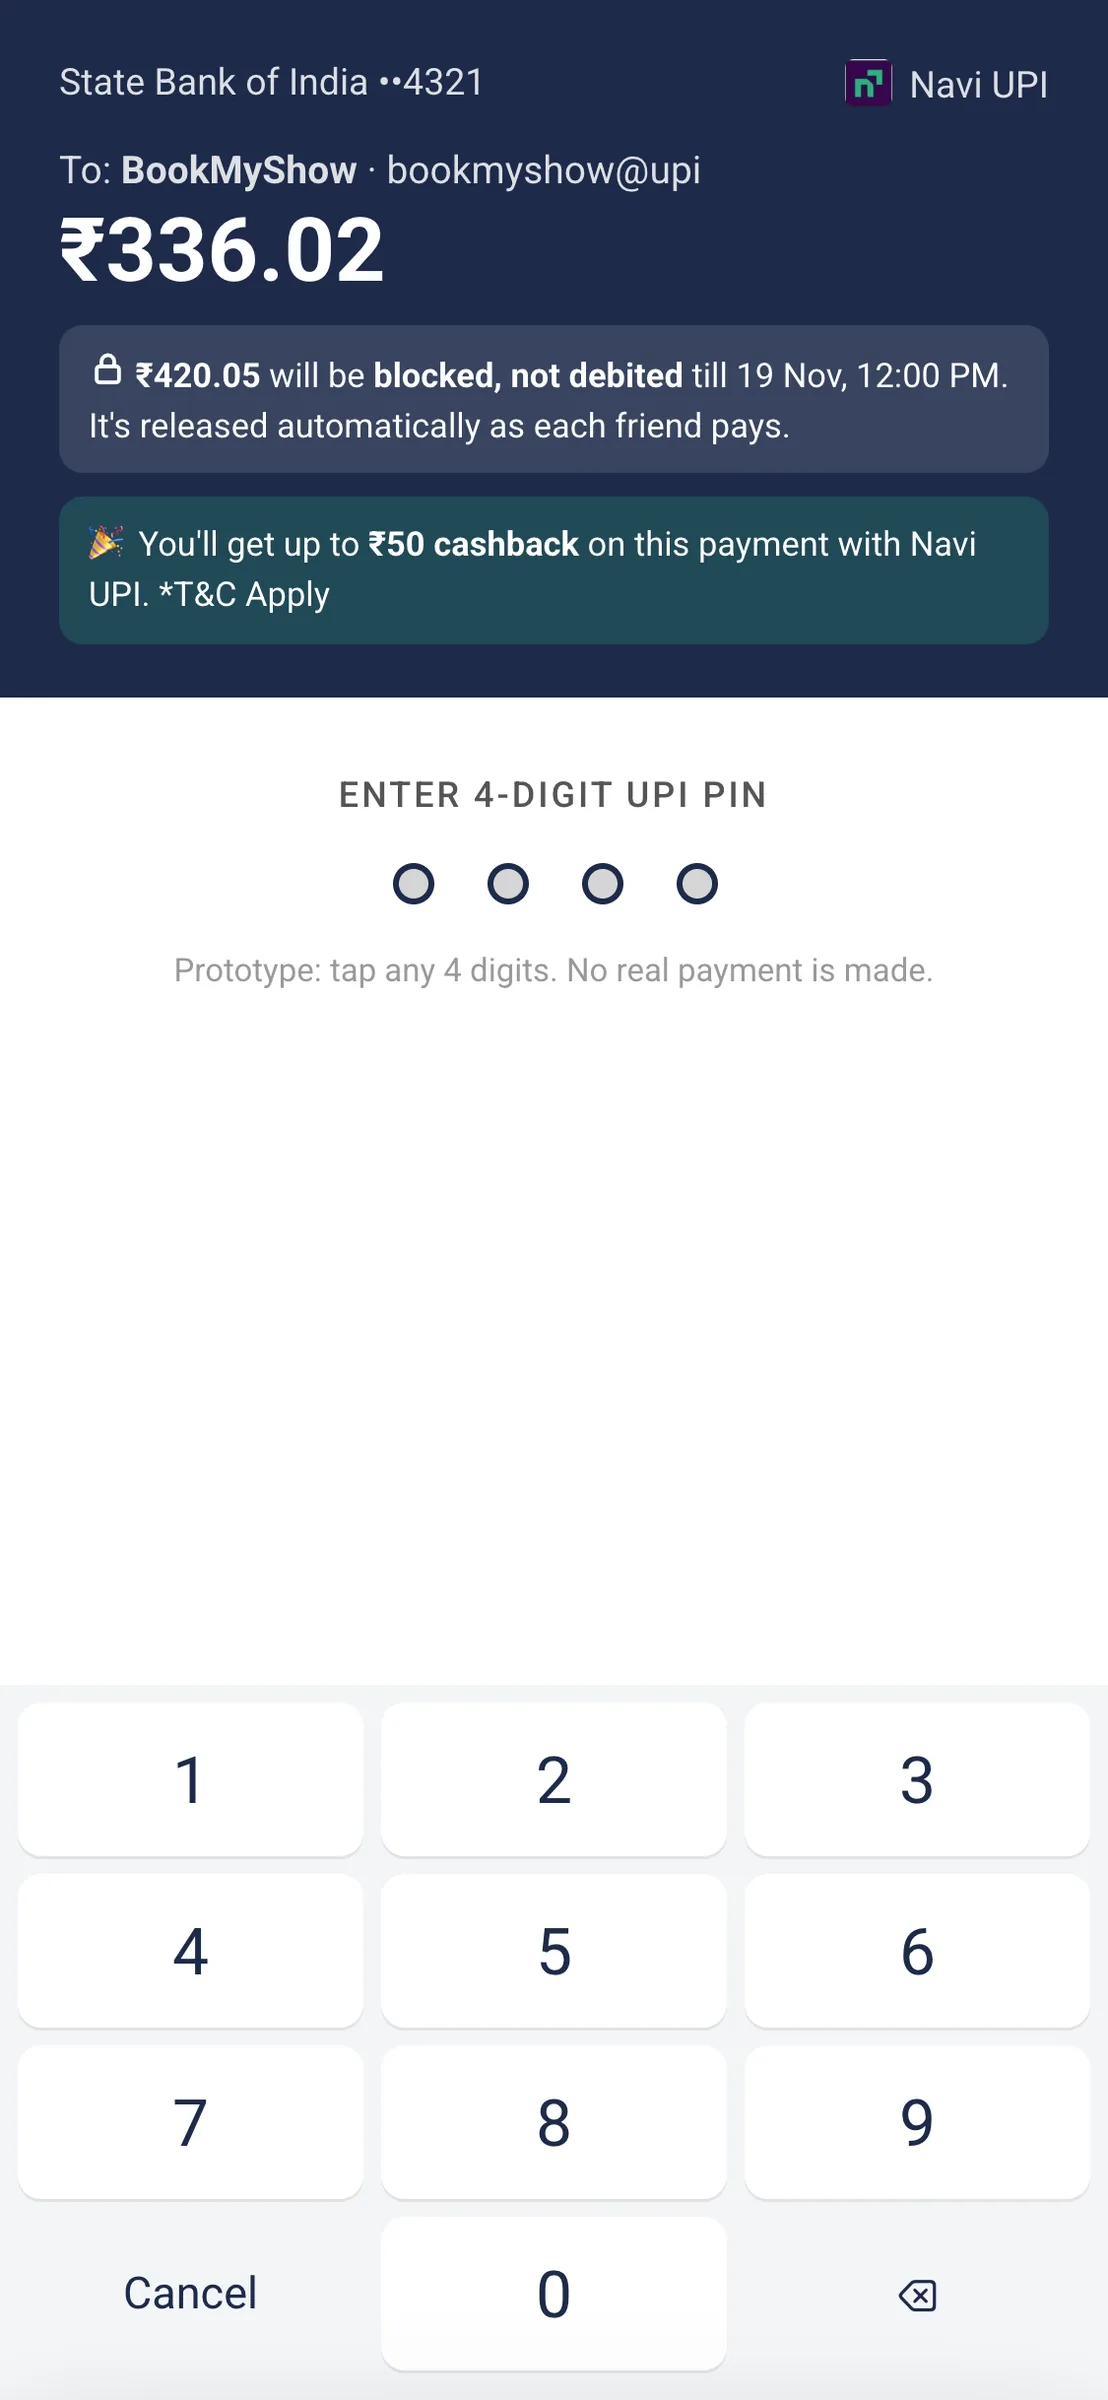 State Bank of India ••4321
Navi UPI
To: BookMyShow · bookmyshow@upi
₹336.02
₹420.05 will be blocked, not debited till 19 Nov, 12:00 PM.
It's released automatically as each friend pays.
🎉 You'll get up to ₹50 cashback on this payment with Navi
UPI. *T&C Apply
ENTER 4-DIGIT UPI PIN
Prototype: tap any 4 digits. No real payment is made.
1 2 3
4 5 6
7 8 9
Cancel 0